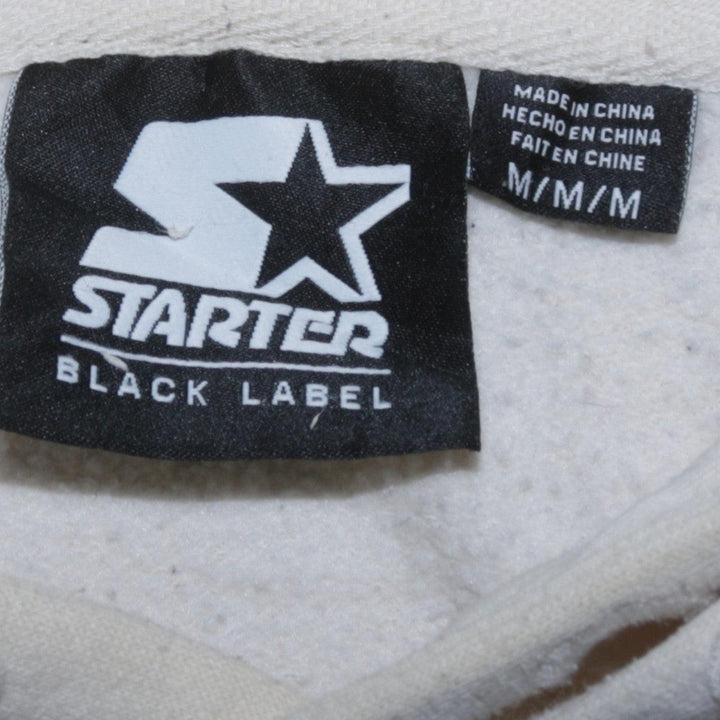 STARTER
BLACK LABEL
MADE IN CHINA
HECHO EN CHINA
FAIT EN CHINE
M/M/M